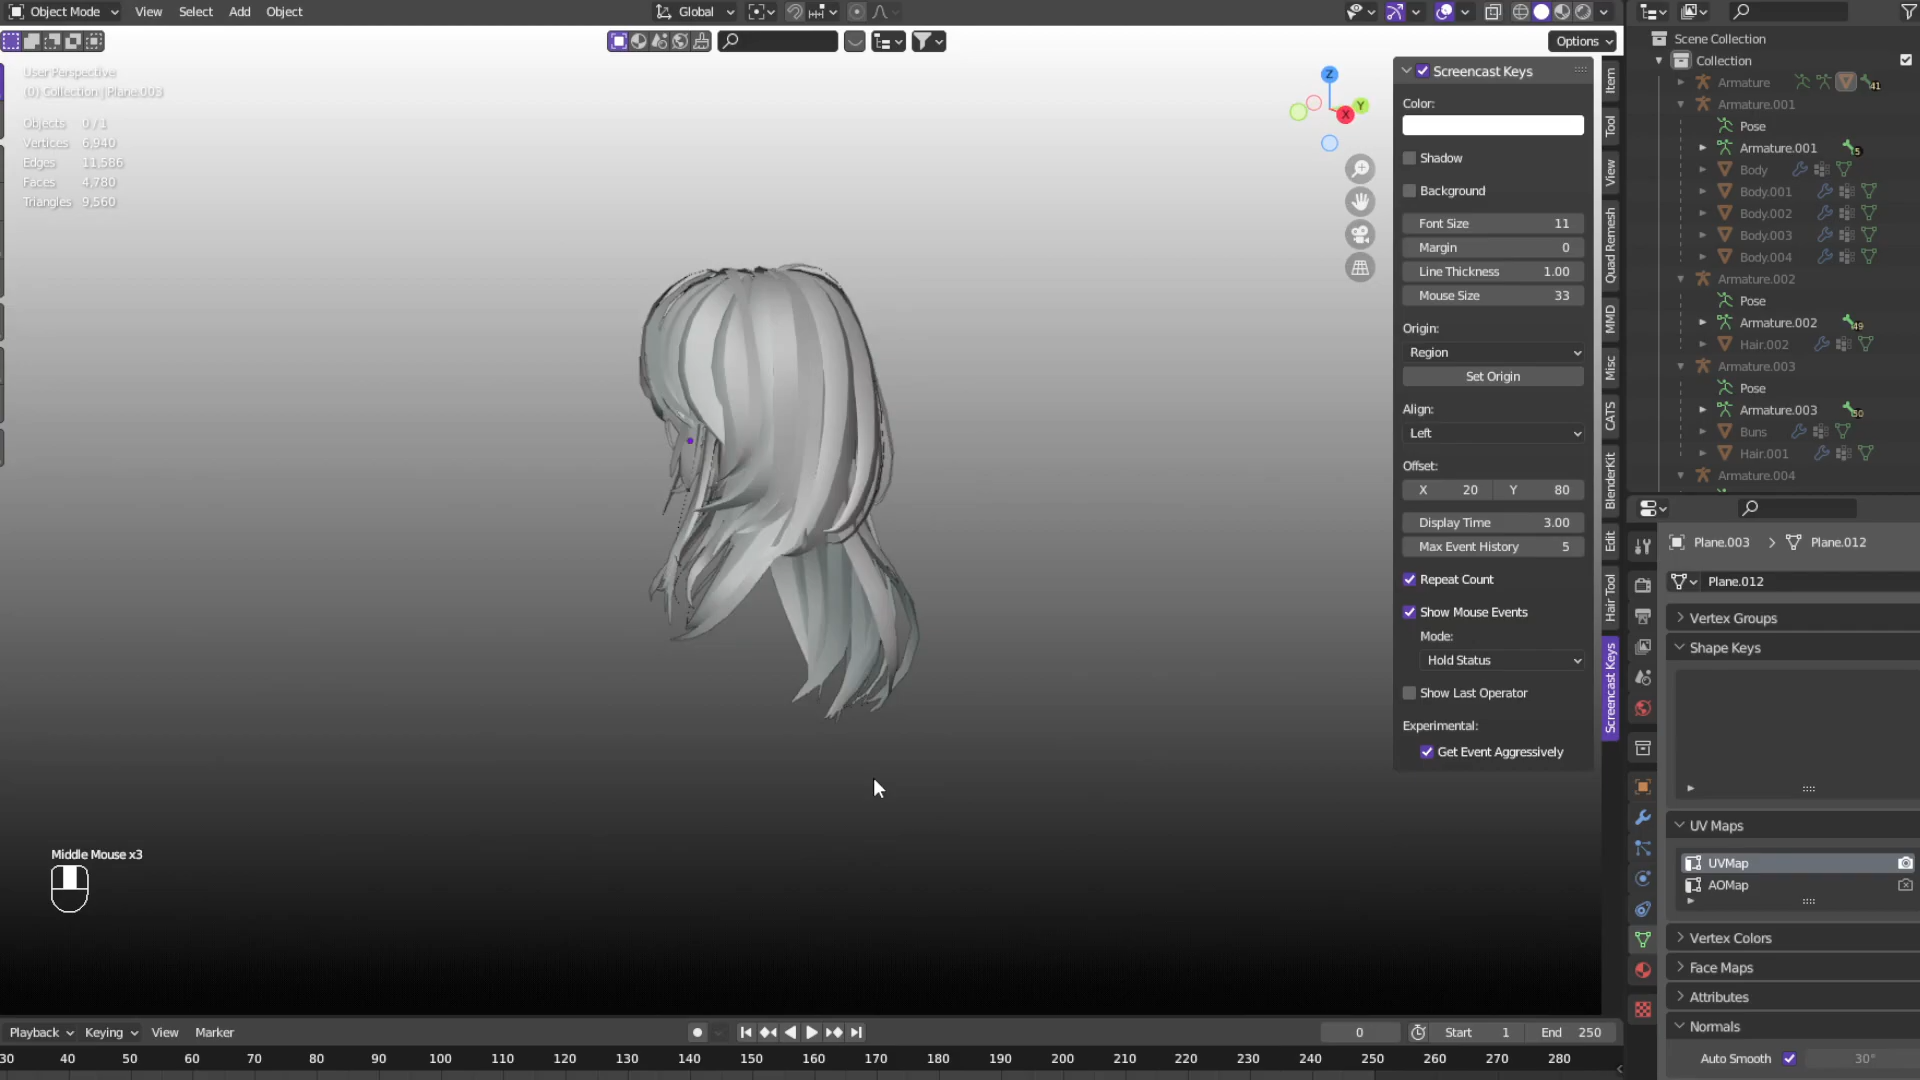 Object Mode View Select Add Object Global
Options
User Perspective
(0) Collection | Plane.003
Objects 0 / 1
Vertices 6,940
Edges 11,586
Faces 4,780
Triangles 9,560
Z
Y
X
Screencast Keys
Color:
Shadow
Background
Font Size 11
Margin 0
Line Thickness 1.00
Mouse Size 33
Origin:
Region
Set Origin
Align:
Left
Offset:
X 20 Y 80
Display Time 3.00
Max Event History 5
Repeat Count
Show Mouse Events
Mode:
Hold Status
Show Last Operator
Experimental:
Get Event Aggressively
Item
Tool
View
Quad Remesh
MMD
Misc
CATS
BlenderKit
Edit
Hair Tool
Screencast Keys
Scene Collection
Collection
Armature 41
Armature.001
Pose
Armature.001 5
Body
Body.001
Body.002
Body.003
Body.004
Armature.002
Pose
Armature.002 49
Hair.002
Armature.003
Pose
Armature.003 30
Buns
Hair.001
Armature.004
Plane.003 Plane.012
Plane.012
Vertex Groups
Shape Keys
UV Maps
UVMap
AOMap
Vertex Colors
Face Maps
Attributes
Normals
Auto Smooth 30°
Middle Mouse x3
Playback Keying View Marker 0 Start 1 End 250
30 40 50 60 70 80 90 100 110 120 130 140 150 160 170 180 190 200 210 220 230 240 250 260 270 280